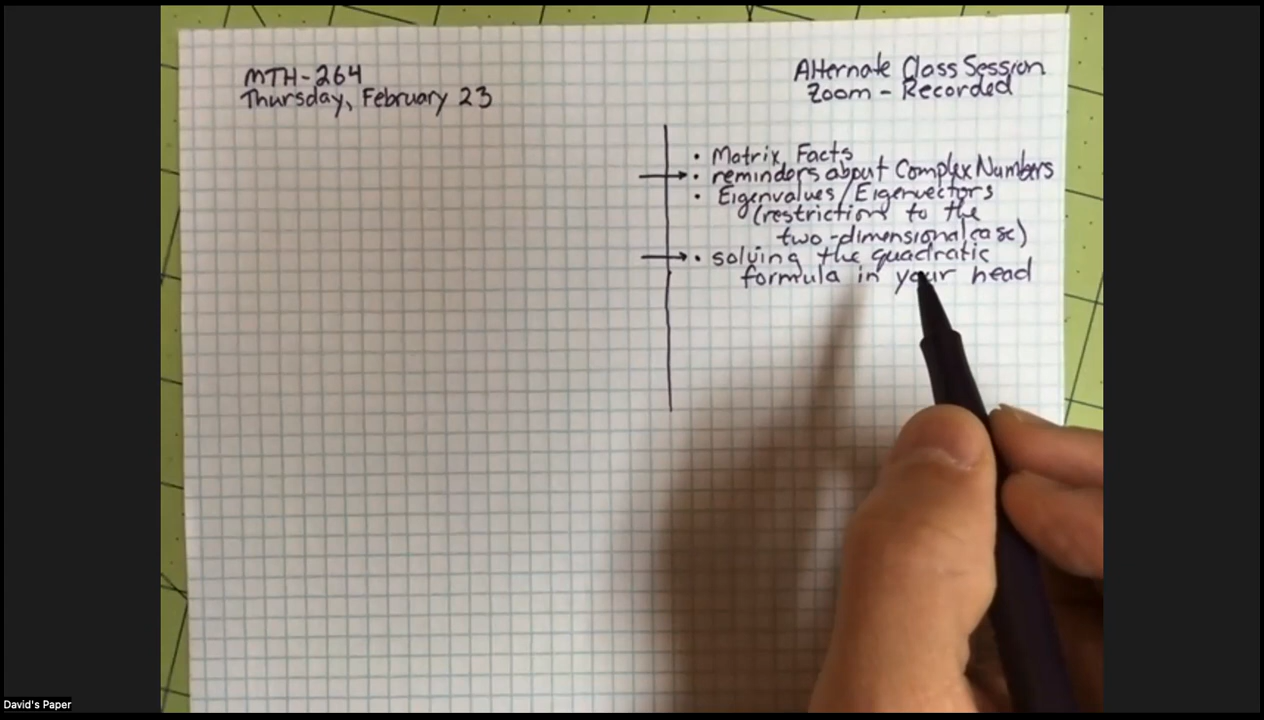 MTH-264
Thursday, February 23
Alternate Class Session
Zoom - Recorded
• Matrix Facts
→ • reminders about Complex Numbers
• Eigenvalues/Eigenvectors
(restriction to the
two-dimensional case)
→ • solving the quadratic
formula in your head
David's Paper